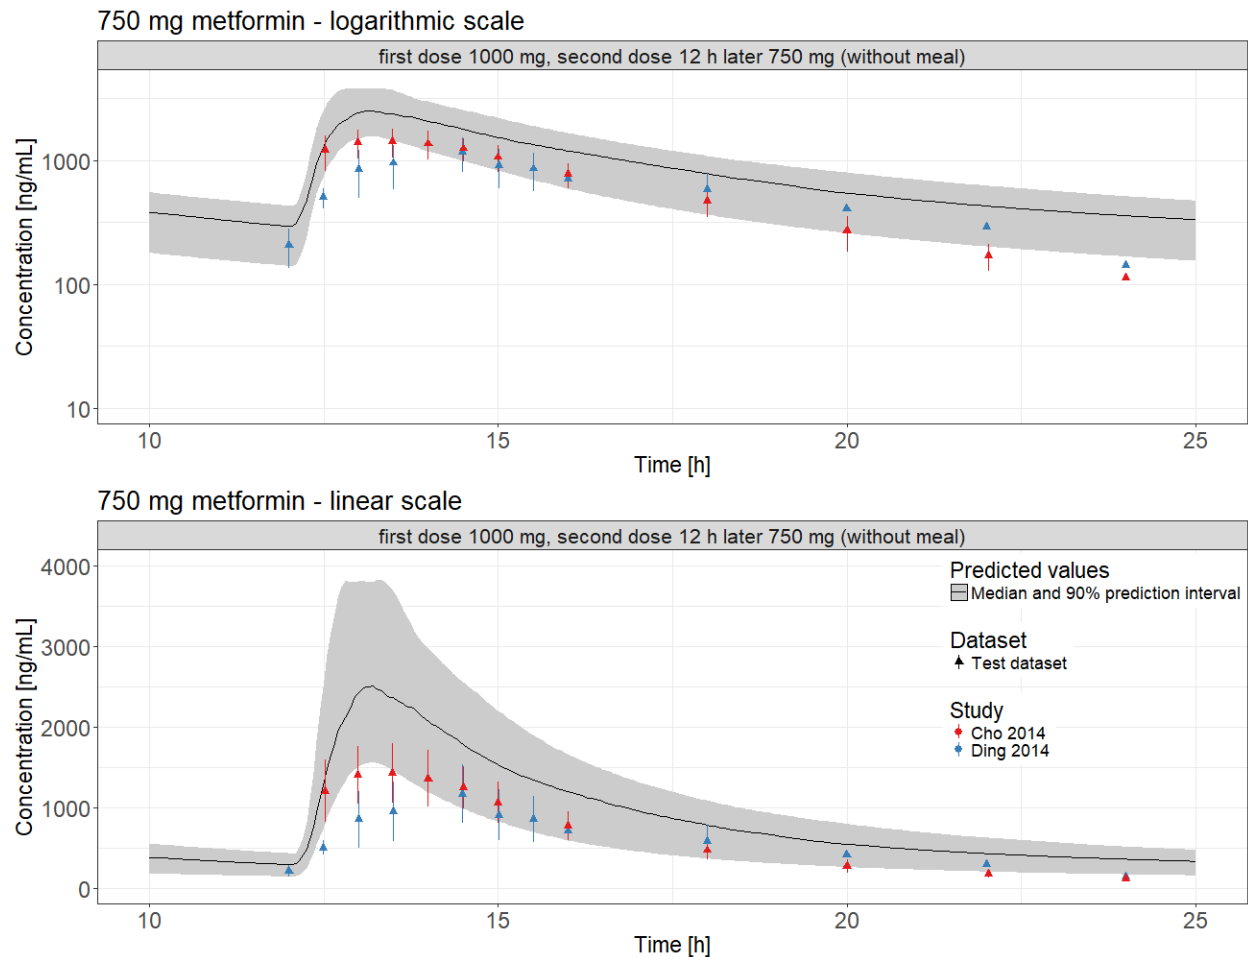 750 mg metformin - logarithmic scale
first dose 1000 mg, second dose 12 h later 750 mg (without meal)
Concentration [ng/mL]
1000
100
10
10 15 20 25
Time [h]
750 mg metformin - linear scale
first dose 1000 mg, second dose 12 h later 750 mg (without meal)
Concentration [ng/mL]
4000
3000
2000
1000
0
Predicted values
Median and 90% prediction interval
Dataset
Test dataset
Study
Cho 2014
Ding 2014
10 15 20 25
Time [h]